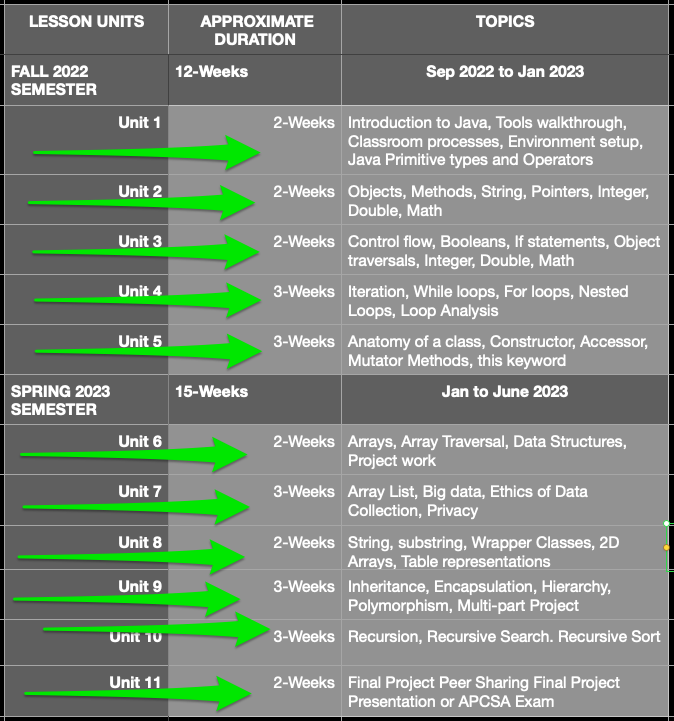 LESSON UNITS
APPROXIMATE
DURATION
TOPICS
FALL 2022
SEMESTER
12-Weeks
Sep 2022 to Jan 2023
Unit 1
2-Weeks
Introduction to Java, Tools walkthrough,
Classroom processes, Environment setup,
Java Primitive types and Operators
Unit 2
2-Weeks
Objects, Methods, String, Pointers, Integer,
Double, Math
Unit 3
2-Weeks
Control flow, Booleans, If statements, Object
traversals, Integer, Double, Math
Unit 4
3-Weeks
Iteration, While loops, For loops, Nested
Loops, Loop Analysis
Unit 5
3-Weeks
Anatomy of a class, Constructor, Accessor,
Mutator Methods, this keyword
SPRING 2023
SEMESTER
15-Weeks
Jan to June 2023
Unit 6
2-Weeks
Arrays, Array Traversal, Data Structures,
Project work
Unit 7
3-Weeks
Array List, Big data, Ethics of Data
Collection, Privacy
Unit 8
2-Weeks
String, substring, Wrapper Classes, 2D
Arrays, Table representations
Unit 9
3-Weeks
Inheritance, Encapsulation, Hierarchy,
Polymorphism, Multi-part Project
Unit 10
3-Weeks
Recursion, Recursive Search. Recursive Sort
Unit 11
2-Weeks
Final Project Peer Sharing Final Project
Presentation or APCSA Exam